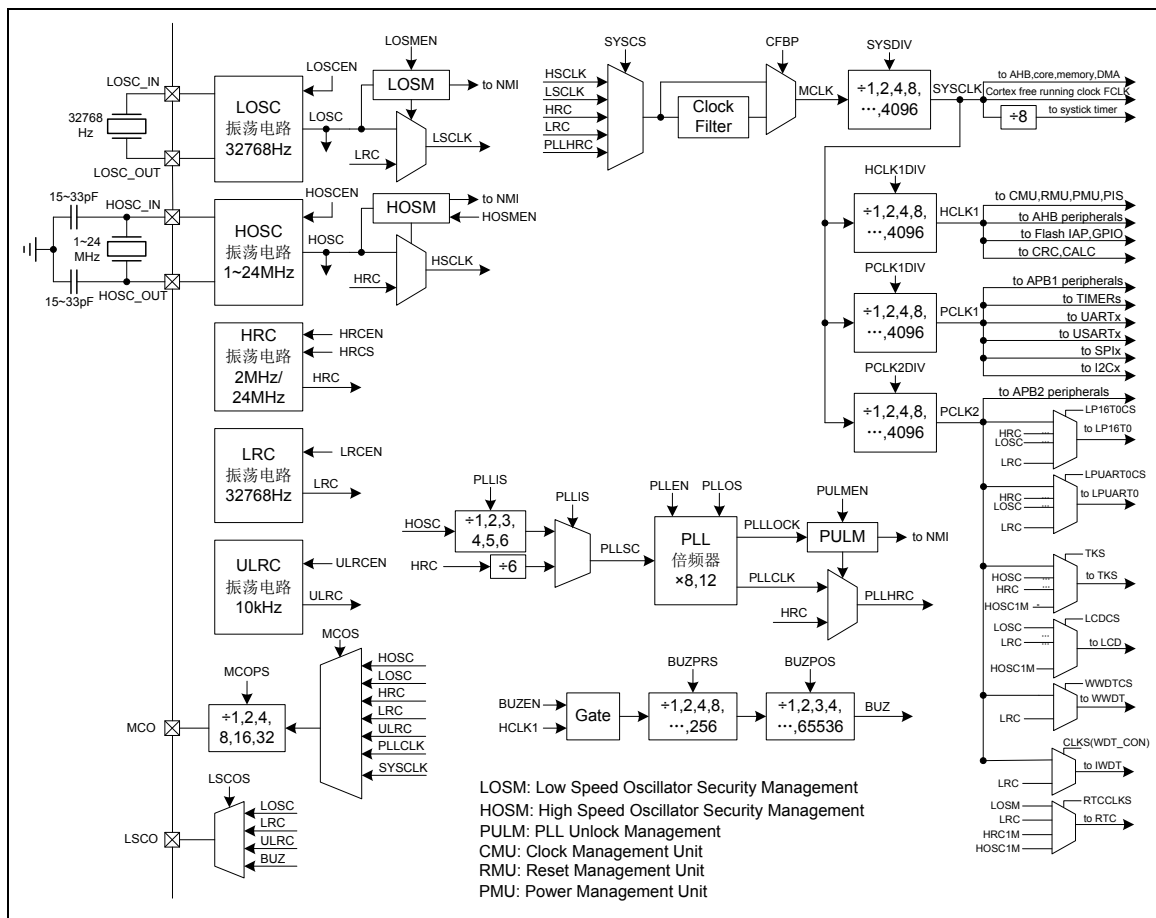 LOSMEN
LOSC_IN
32768
Hz
LOSC_OUT
LOSC
振荡电路
32768Hz
LOSCEN
LOSM
to NMI
LOSC
LRC
LSCLK
15~33pF
HOSC_IN
1~24
MHz
15~33pF
HOSC_OUT
HOSC
振荡电路
1~24MHz
HOSCEN
HOSM
to NMI
HOSMEN
HOSC
HRC
HSCLK
HRC
振荡电路
2MHz/
24MHz
HRCEN
HRCS
HRC
LRC
振荡电路
32768Hz
LRCEN
LRC
ULRC
振荡电路
10kHz
ULRCEN
ULRC
MCOS
MCOPS
MCO
÷1,2,4,
8,16,32
HOSC
LOSC
HRC
LRC
ULRC
PLLCLK
SYSCLK
LSCOS
LSCO
LOSC
LRC
ULRC
BUZ
SYSCS
HSCLK
LSCLK
HRC
LRC
PLLHRC
Clock
Filter
CFBP
MCLK
SYSDIV
÷1,2,4,8,
…,4096
SYSCLK
to AHB,core,memory,DMA
Cortex free running clock FCLK
÷8
to systick timer
HCLK1DIV
÷1,2,4,8,
…,4096
HCLK1
to CMU,RMU,PMU,PIS
to AHB peripherals
to Flash IAP,GPIO
to CRC,CALC
PCLK1DIV
÷1,2,4,8,
…,4096
PCLK1
to APB1 peripherals
to TIMERs
to UARTx
to USARTx
to SPIx
to I2Cx
PCLK2DIV
÷1,2,4,8,
…,4096
PCLK2
to APB2 peripherals
LP16T0CS
HRC
LOSC
LRC
to LP16T0
LPUART0CS
HRC
LOSC
LRC
to LPUART0
TKS
HOSC
HRC
HOSC1M
to TKS
LCDCS
LOSC
LRC
HOSC1M
to LCD
WWDTCS
LRC
to WWDT
CLKS(WDT_CON)
LRC
to IWDT
RTCCLKS
LOSM
LRC
HRC1M
HOSC1M
to RTC
PLLIS
HOSC
÷1,2,3,
4,5,6
HRC
÷6
PLLIS
PLLSC
PLLEN
PLLOS
PLL
倍频器
×8,12
PLLLOCK
PLLCLK
PULMEN
PULM
to NMI
HRC
PLLHRC
BUZEN
HCLK1
Gate
BUZPRS
÷1,2,4,8,
…,256
BUZPOS
÷1,2,3,4,
…,65536
BUZ
LOSM: Low Speed Oscillator Security Management
HOSM: High Speed Oscillator Security Management
PULM: PLL Unlock Management
CMU: Clock Management Unit
RMU: Reset Management Unit
PMU: Power Management Unit